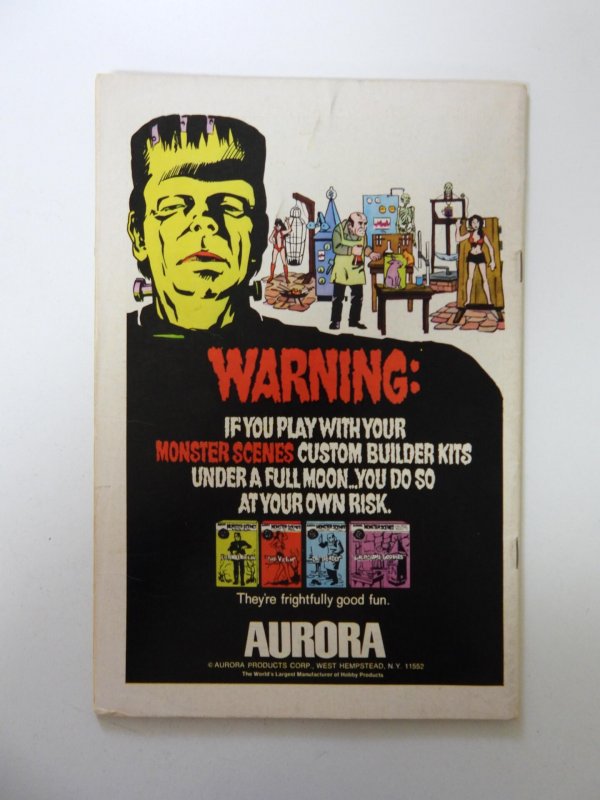 WARNING:
IF YOU PLAY WITH YOUR
MONSTER SCENES CUSTOM BUILDER KITS
UNDER A FULL MOON...YOU DO SO
AT YOUR OWN RISK.
They're frightfully good fun.
AURORA
© AURORA PRODUCTS CORP., WEST HEMPSTEAD, N.Y. 11552
The World's Largest Manufacturer of Hobby Products